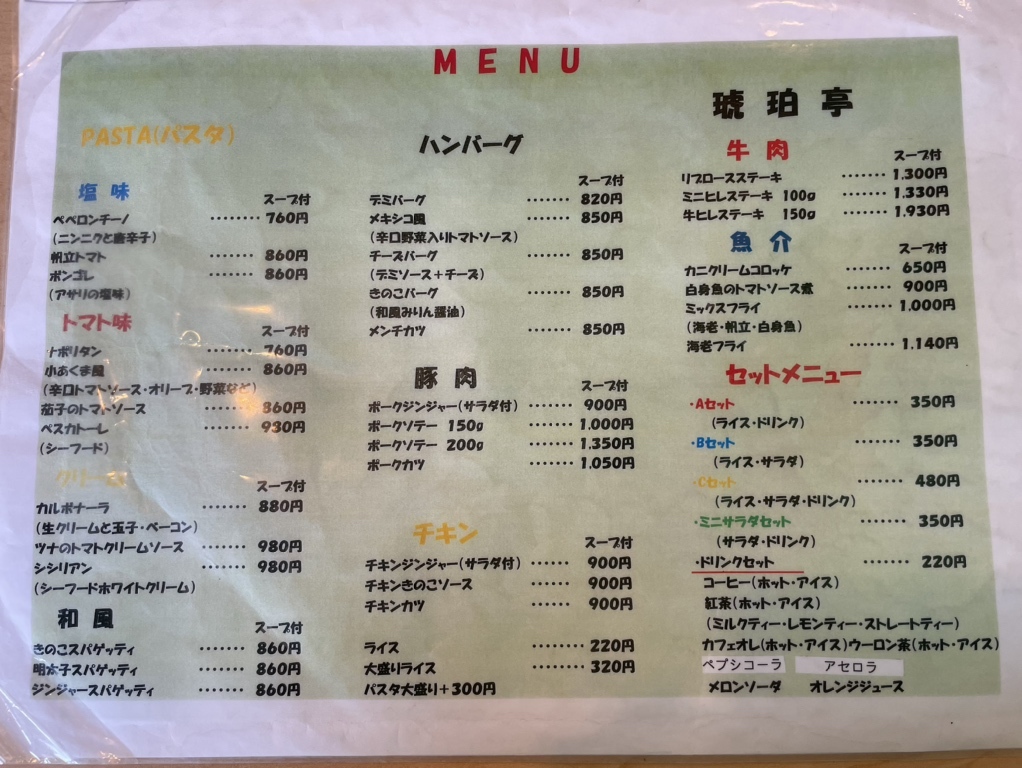 MENU
琥珀亭
PASTA(パスタ)
塩味
スープ付
ペペロンチーノ ········ 760円
(ニンニクと唐辛子)
帆立トマト ······· 860円
ボンゴレ ······· 860円
(アサリの塩味)
トマト味
スープ付
ナポリタン ······· 760円
小あくま風 ······· 860円
(辛口トマトソース・オリーブ・野菜など)
茄子のトマトソース ······ 860円
ペスカトーレ ······· 930円
(シーフード)
スープ付
カルボナーラ ······· 880円
(生クリームと玉子・ベーコン)
ツナのトマトクリームソース ······· 980円
シシリアン ······· 980円
(シーフードホワイトクリーム)
和風
スープ付
きのこスパゲッティ ······· 860円
明太子スパゲッティ ······· 860円
ジンジャースパゲッティ ······· 860円
ハンバーグ
スープ付
デミバーグ ······· 820円
メキシコ風 ······· 850円
(辛口野菜入りトマトソース)
チーズバーグ ······· 850円
(デミソース+チーズ)
きのこバーグ ······· 850円
(和風みりん醤油)
メンチカツ ······· 850円
豚肉
スープ付
ポークジンジャー(サラダ付) ······· 900円
ポークソテー 150g ········ 1.000円
ポークソテー 200g ········ 1.350円
ポークカツ ········ 1.050円
チキン
スープ付
チキンジンジャー(サラダ付) ······ 900円
チキンきのこソース ······ 900円
チキンカツ ······ 900円
ライス ······· 220円
大盛りライス ······· 320円
パスタ大盛り+300円
牛肉
スープ付
リブロースステーキ ········ 1.300円
ミニヒレステーキ 100g ········ 1.330円
牛ヒレステーキ 150g ········ 1.930円
魚介
スープ付
カニクリームコロッケ ········ 650円
白身魚のトマトソース煮 ········ 900円
ミックスフライ ········ 1.000円
(海老・帆立・白身魚)
海老フライ ········ 1.140円
セットメニュー
・Aセット ········ 350円
(ライス・ドリンク)
・Bセット ········ 350円
(ライス・サラダ)
・Cセット ········ 480円
(ライス・サラダ・ドリンク)
・ミニサラダセット ········ 350円
(サラダ・ドリンク)
・ドリンクセット ········ 220円
コーヒー(ホット・アイス)
紅茶(ホット・アイス)
(ミルクティー・レモンティー・ストレートティー)
カフェオレ(ホット・アイス)ウーロン茶(ホット・アイス)
ペプシコーラ アセロラ
メロンソーダ オレンジジュース